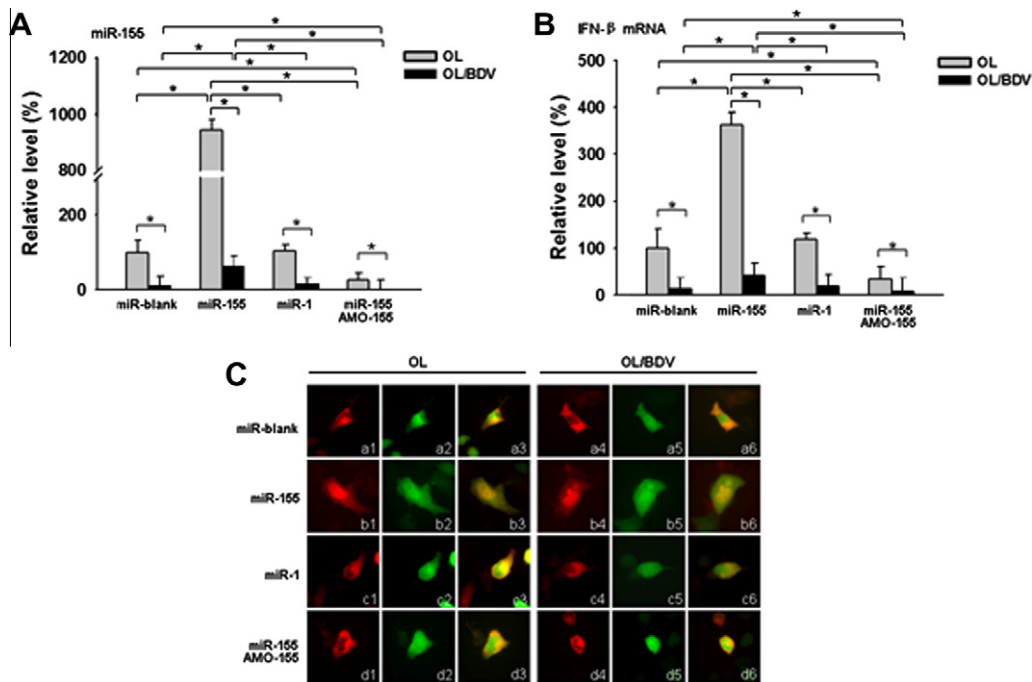 A
miR-155
* * * * * * * * *
OL
OL/BDV
Relative level (%)
1200
1000
800
200
100
0
* * * *
miR-blank
miR-155
miR-1
miR-155
AMO-155
B
IFN-β mRNA
* * * * * * * * *
OL
OL/BDV
Relative level (%)
500
400
300
200
100
0
* * *
miR-blank
miR-155
miR-1
miR-155
AMO-155
C
OL
OL/BDV
miR-blank
a1 a2 a3 a4 a5 a6
miR-155
b1 b2 b3 b4 b5 b6
miR-1
c1 c2 c3 c4 c5 c6
miR-155
AMO-155
d1 d2 d3 d4 d5 d6